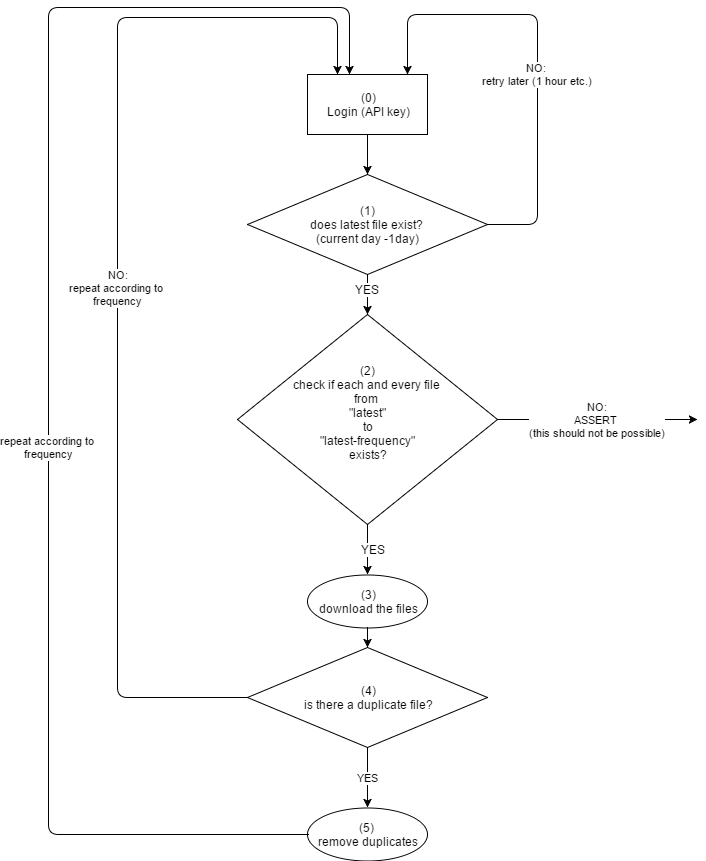 (0)
Login (API key)
NO:
retry later (1 hour etc.)
(1)
does latest file exist?
(current day -1day)
YES
NO:
repeat according to
frequency
(2)
check if each and every file
from
"latest"
to
"latest-frequency"
exists?
NO:
ASSERT
(this should not be possible)
repeat according to
frequency
YES
(3)
download the files
(4)
is there a duplicate file?
YES
(5)
remove duplicates